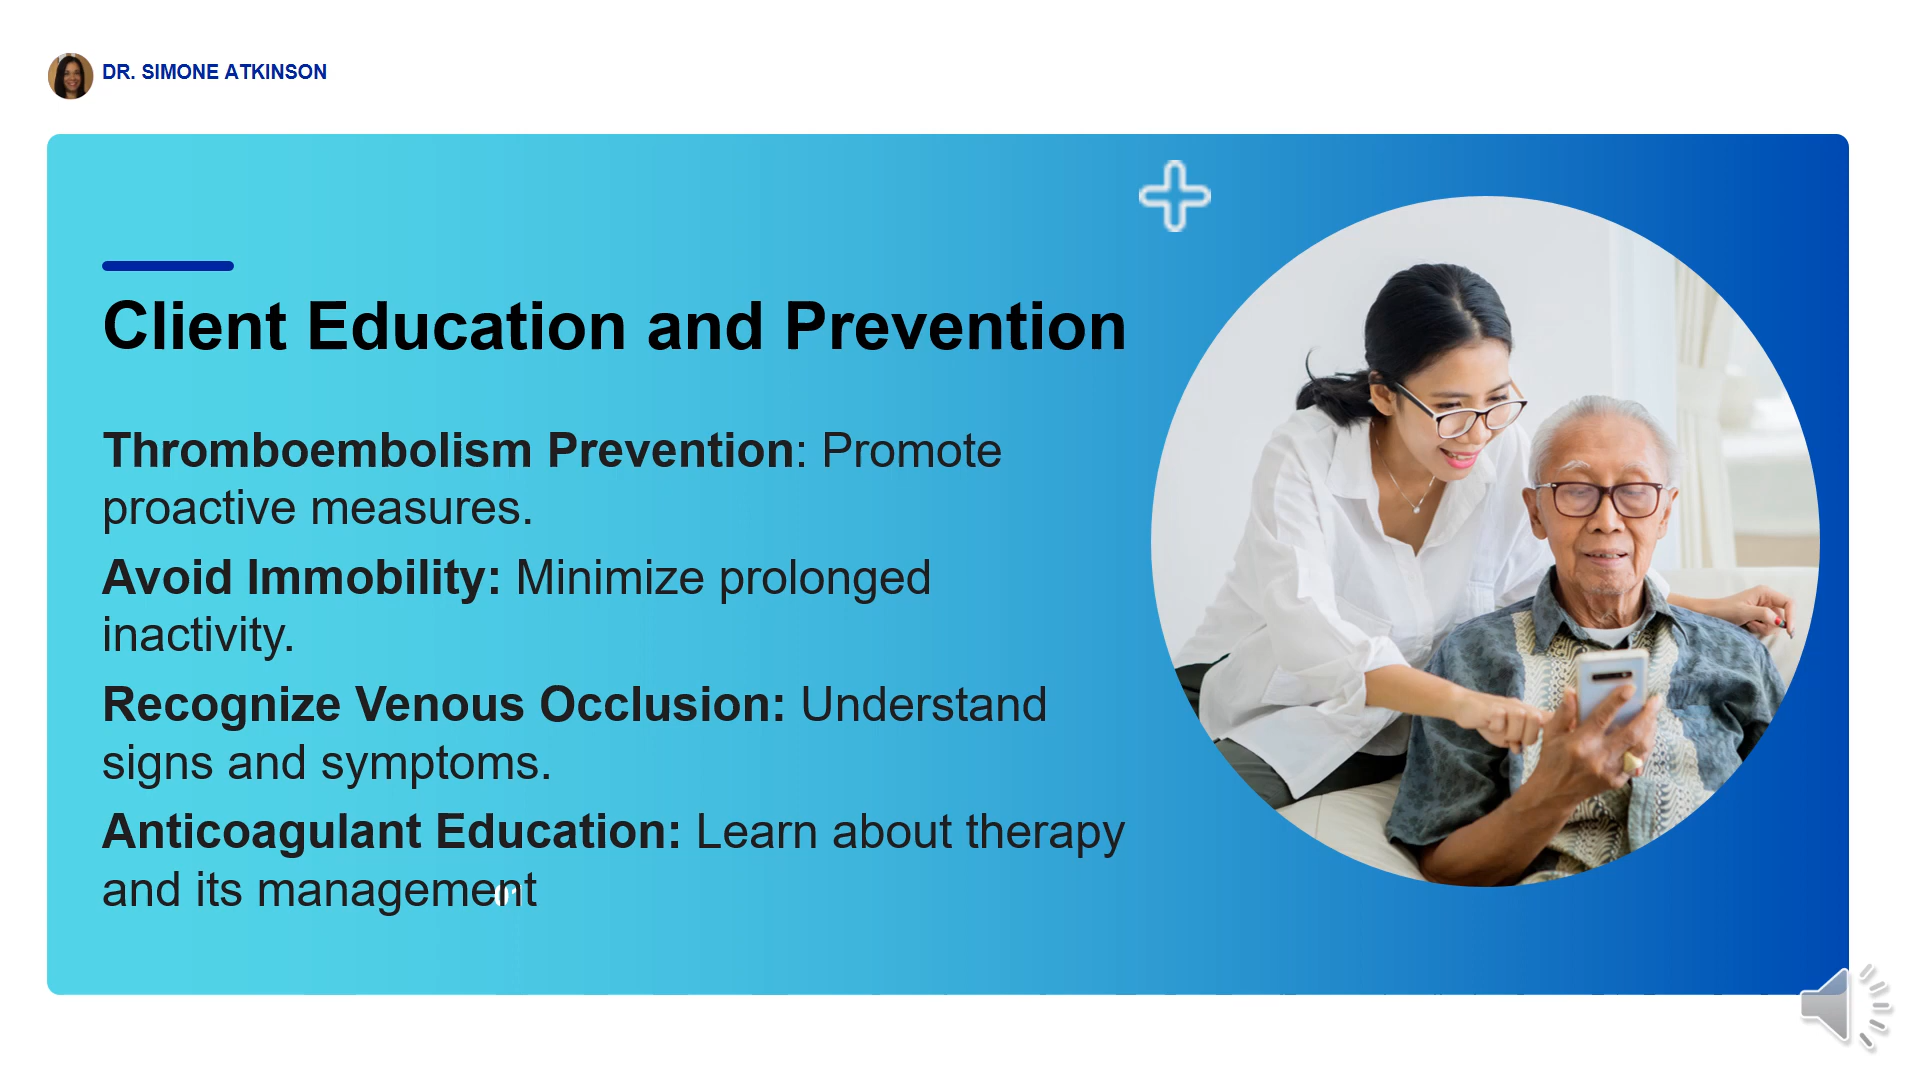 DR. SIMONE ATKINSON
Client Education and Prevention
Thromboembolism Prevention: Promote
proactive measures.
Avoid Immobility: Minimize prolonged
inactivity.
Recognize Venous Occlusion: Understand
signs and symptoms.
Anticoagulant Education: Learn about therapy
and its management